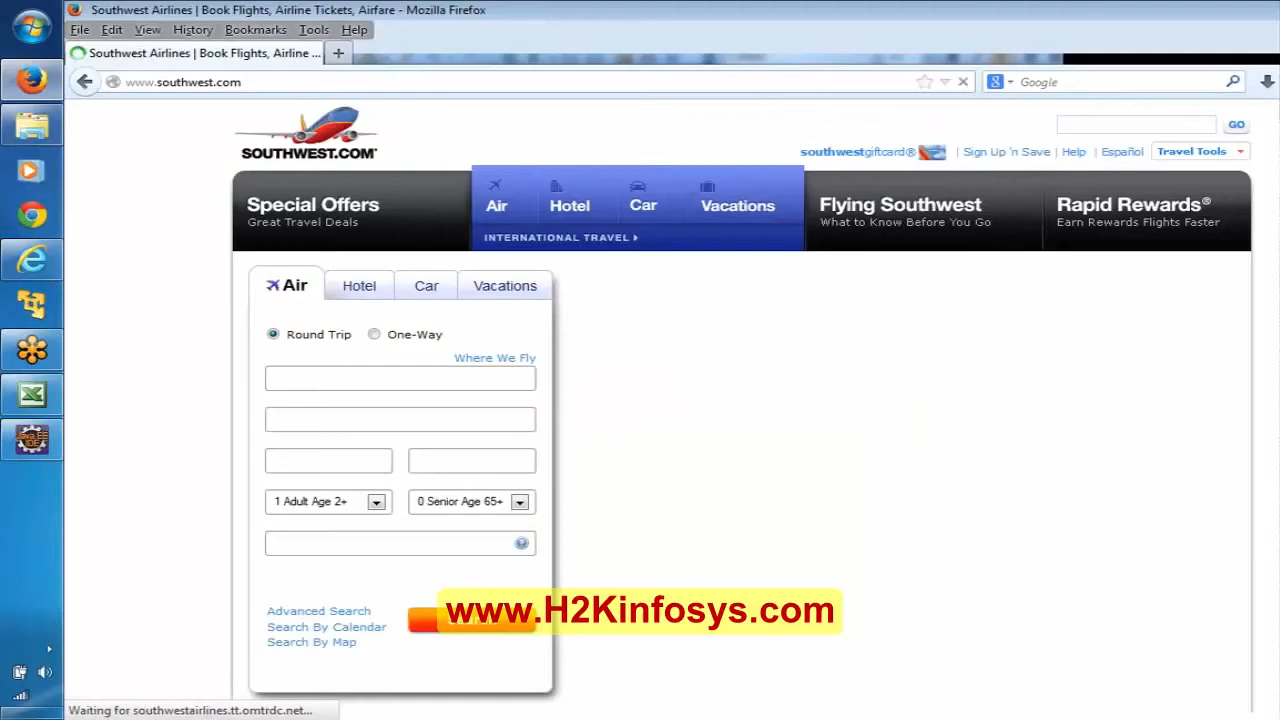 Southwest Airlines | Book Flights, Airline Tickets, Airfare - Mozilla Firefox
File Edit View History Bookmarks Tools Help
Southwest Airlines | Book Flights, Airline ...
www.southwest.com
Google
SOUTHWEST.COM
GO
southwestgiftcard® | Sign Up 'n Save | Help | Español | Travel Tools
Special Offers
Great Travel Deals
Air Hotel Car Vacations
INTERNATIONAL TRAVEL
Flying Southwest
What to Know Before You Go
Rapid Rewards®
Earn Rewards Flights Faster
Air Hotel Car Vacations
Round Trip One-Way
Where We Fly
1 Adult Age 2+ 0 Senior Age 65+
Advanced Search
Search By Calendar
Search By Map
www.H2Kinfosys.com
Java EE
IDE
Waiting for southwestairlines.tt.omtrdc.net...